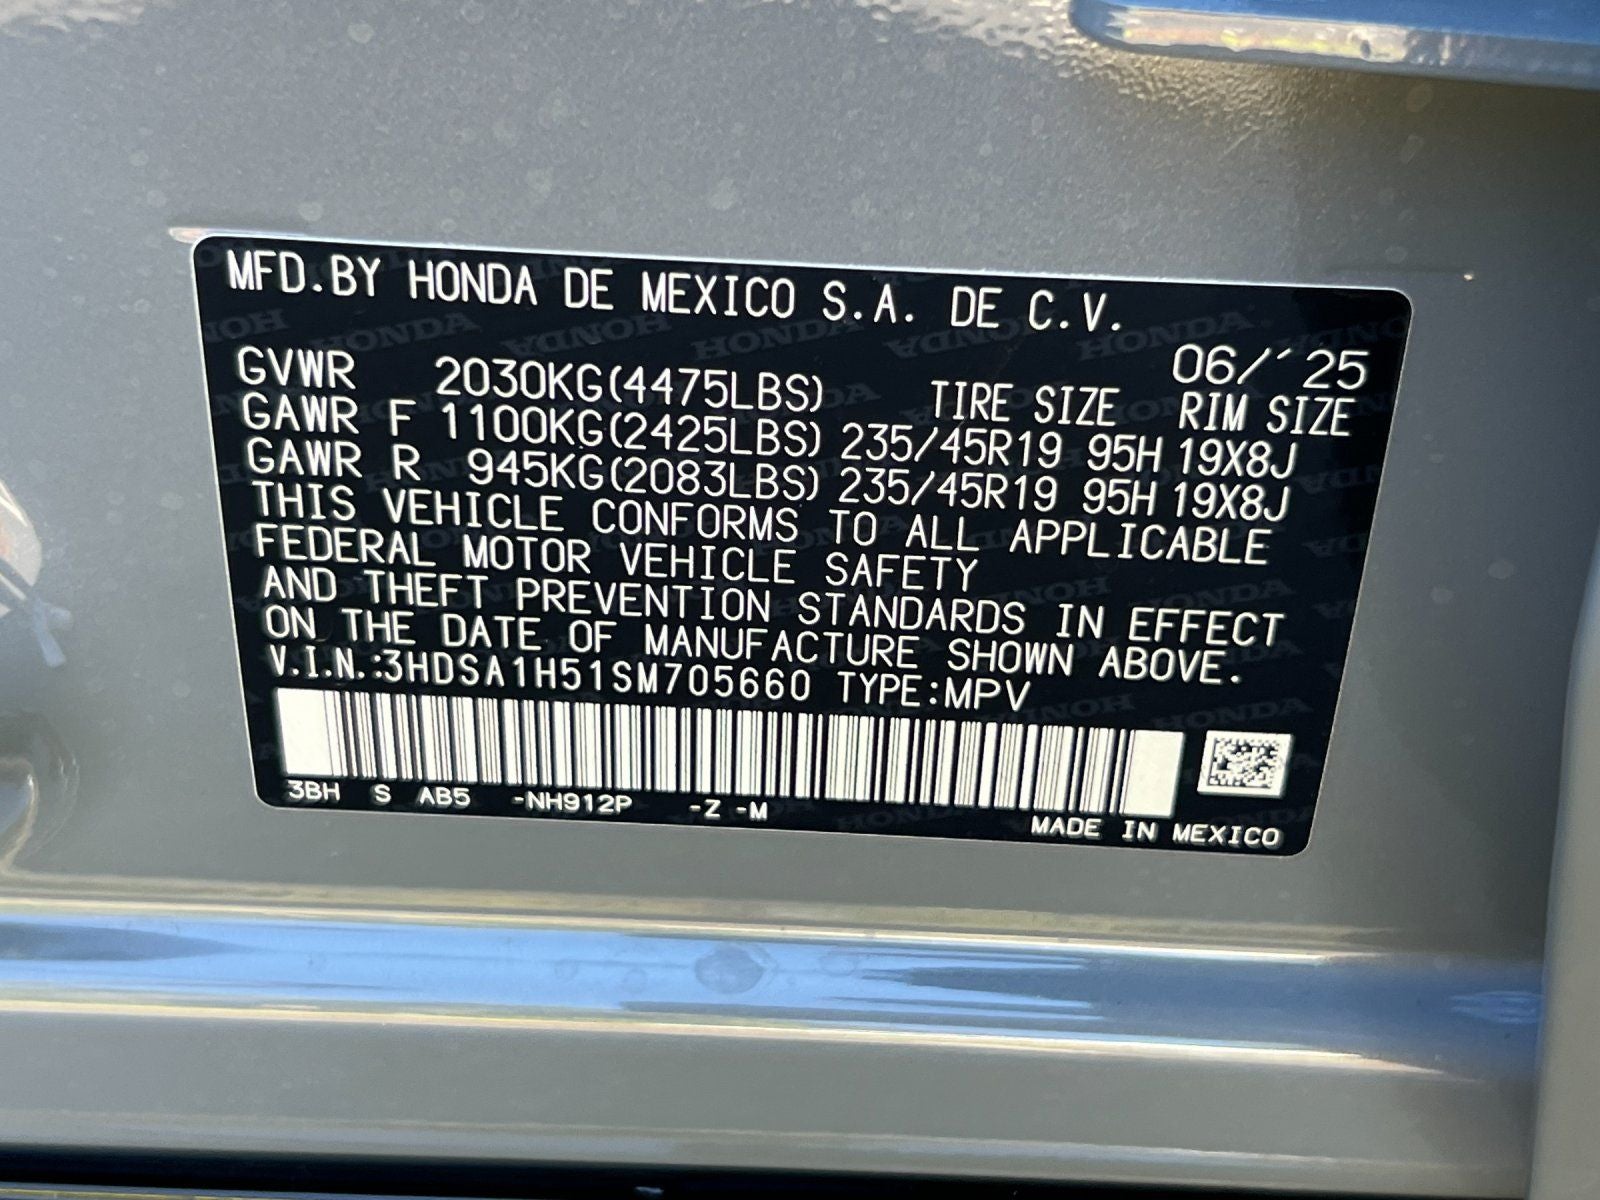 MFD.BY HONDA DE MEXICO S.A. DE C.V.
06/'25
GVWR 2030KG(4475LBS) TIRE SIZE RIM SIZE
GAWR F 1100KG(2425LBS) 235/45R19 95H 19X8J
GAWR R 945KG(2083LBS) 235/45R19 95H 19X8J
THIS VEHICLE CONFORMS TO ALL APPLICABLE
FEDERAL MOTOR VEHICLE SAFETY
AND THEFT PREVENTION STANDARDS IN EFFECT
ON THE DATE OF MANUFACTURE SHOWN ABOVE.
V.I.N.:3HDSA1H51SM705660 TYPE:MPV
3BH S AB5 -NH912P -Z -M
MADE IN MEXICO